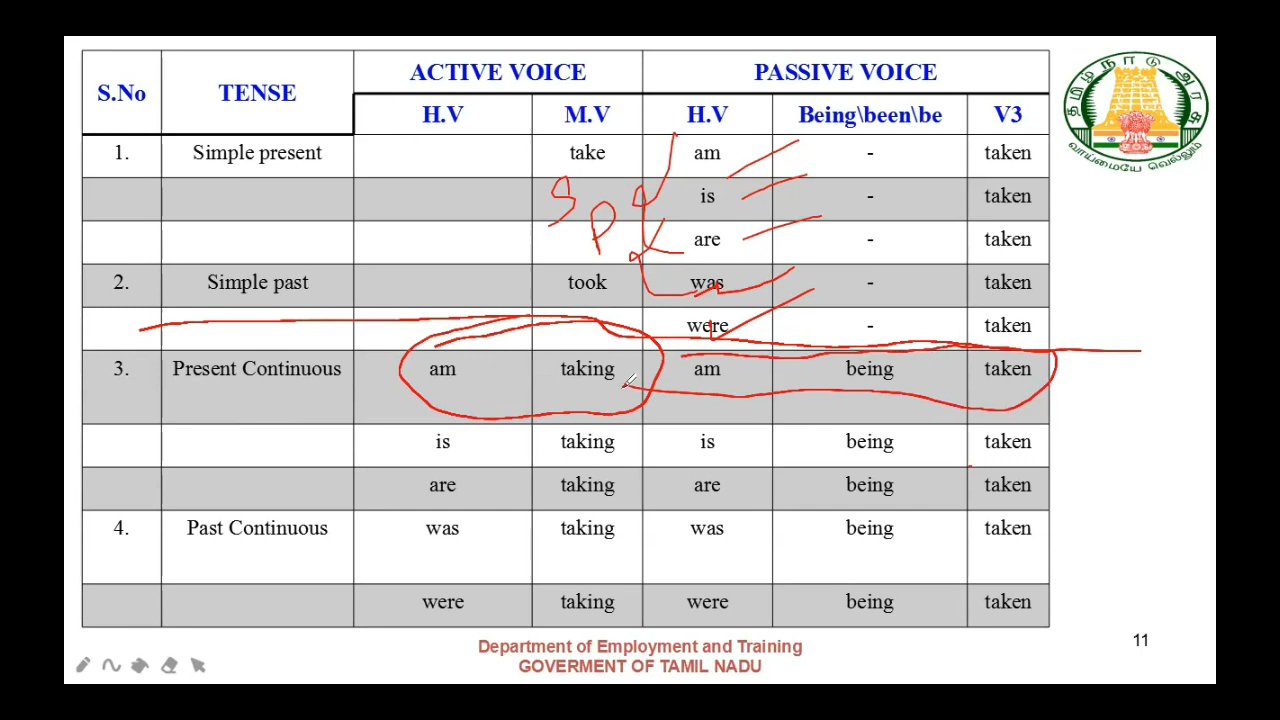 ACTIVE VOICE PASSIVE VOICE
S.No TENSE
H.V M.V H.V Being\been\be V3
1. Simple present take am - taken
is - taken
are - taken
2. Simple past took was - taken
were - taken
3. Present Continuous am taking am being taken
is taking is being taken
are taking are being taken
4. Past Continuous was taking was being taken
were taking were being taken
S P
தமிழ்நாடு அரசு
வாய்மையே வெல்லும்
Department of Employment and Training
GOVERMENT OF TAMIL NADU
11